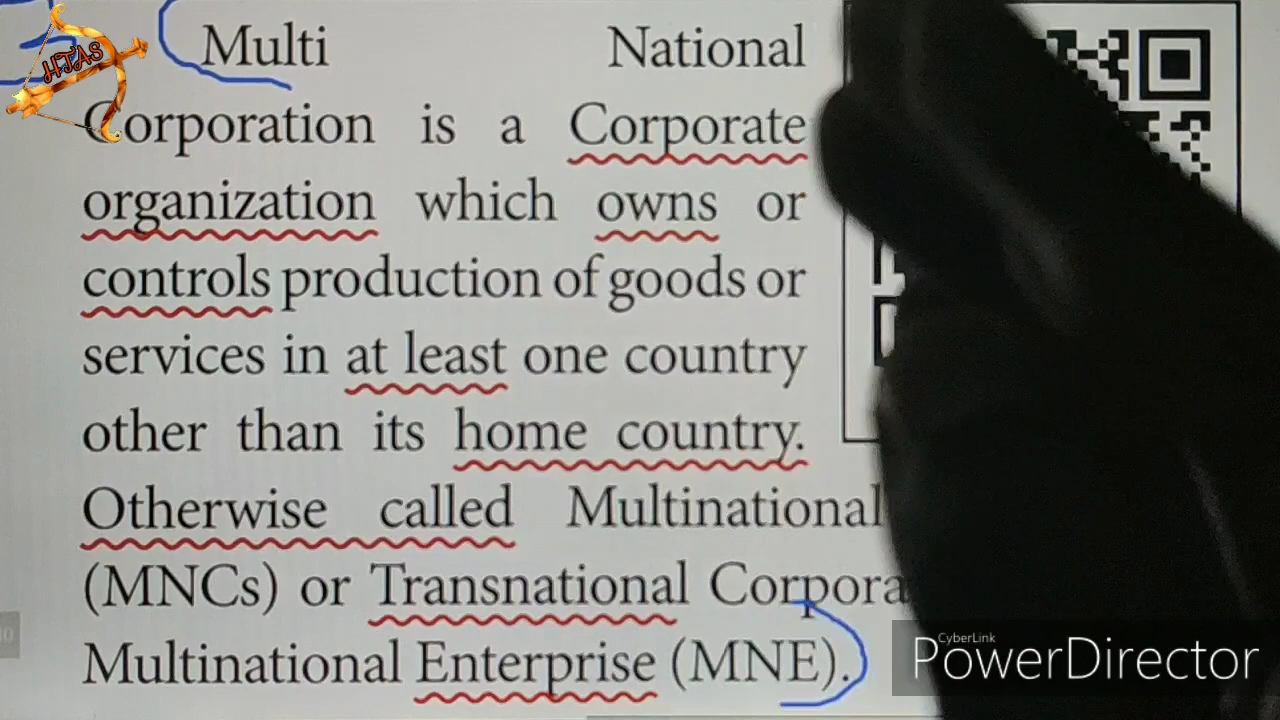 HTAS
Multi National
Corporation is a Corporate
organization which owns or
controls production of goods or
services in at least one country
other than its home country.
Otherwise called Multinational
(MNCs) or Transnational
Multinational Enterprise (MNE).
CyberLink
PowerDirector